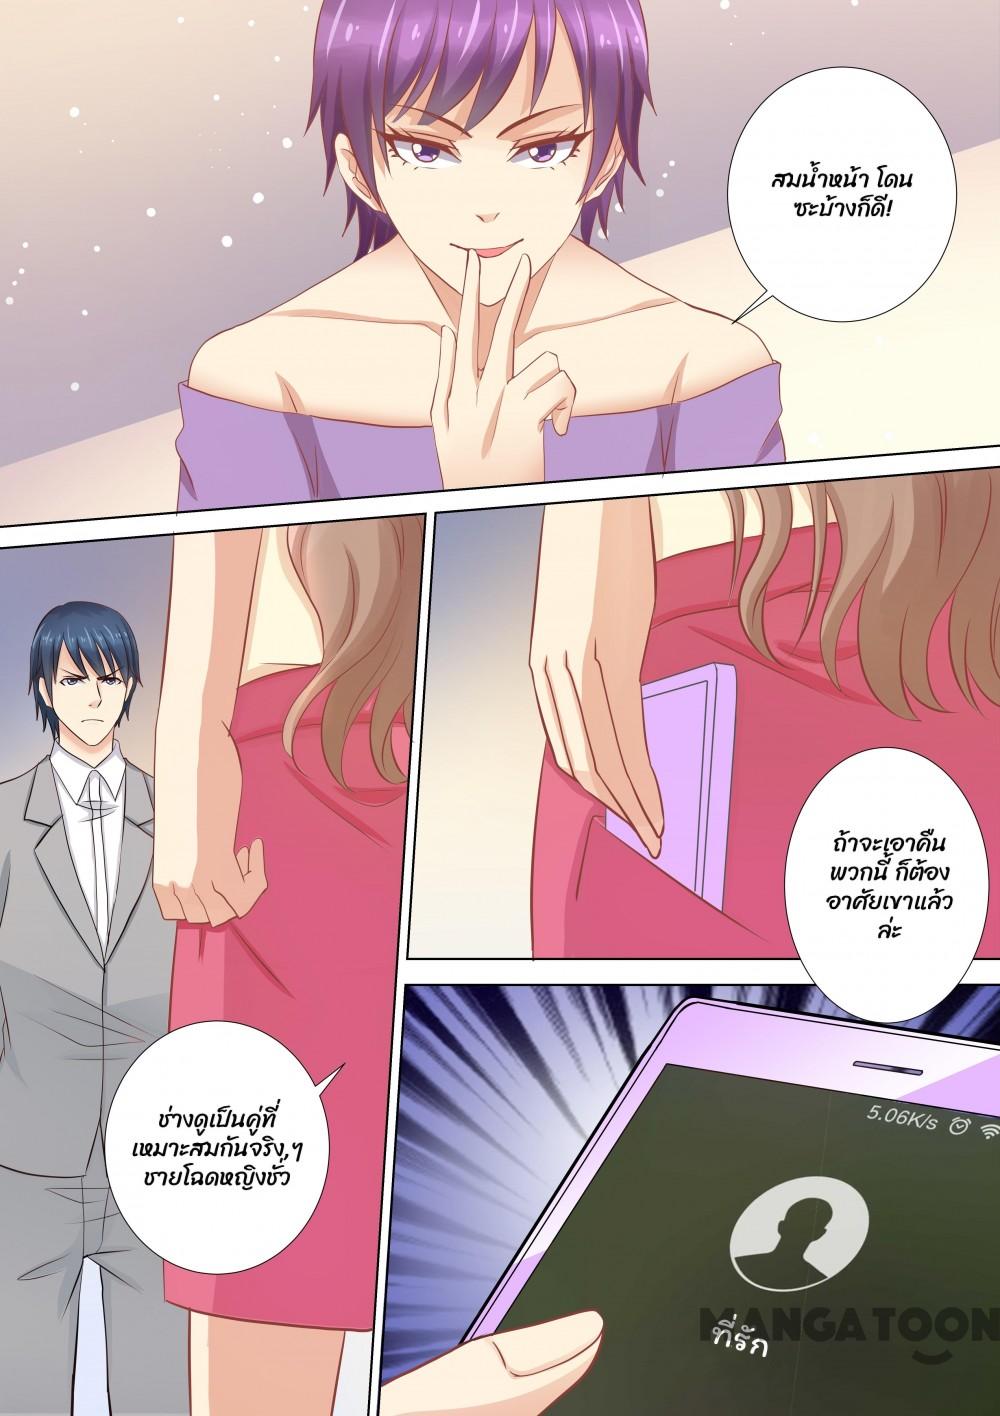 สมน้ำหน้า โดน
ซะบ้างก็ดี!
ถ้าจะเอาคืน
พวกนี้ ก็ต้อง
อาศัยเขาแล้ว
ล่ะ
ช่างดูเป็นคู่ที่
เหมาะสมกันจริง,ๆ
ชายโฉดหญิงชั่ว
5.06K/s
ที่รัก
MANGATOON